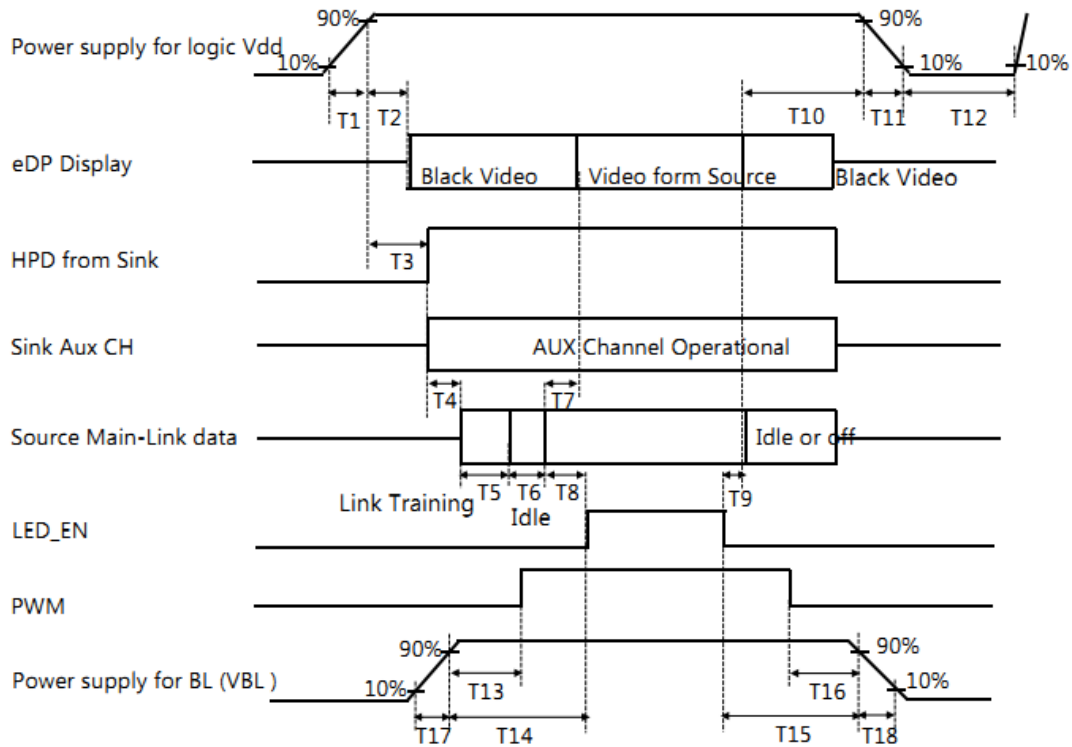 90%
90%
Power supply for logic Vdd
10%
10%
10%
T1
T2
T10
T11
T12
eDP Display
Black Video
Video form Source
Black Video
HPD from Sink
T3
Sink Aux CH
AUX Channel Operational
T4
T7
Source Main-Link data
Idle or off
T5
T6
T8
T9
Link Training
Idle
LED_EN
PWM
90%
90%
Power supply for BL (VBL )
10%
10%
T13
T16
T17
T14
T15
T18